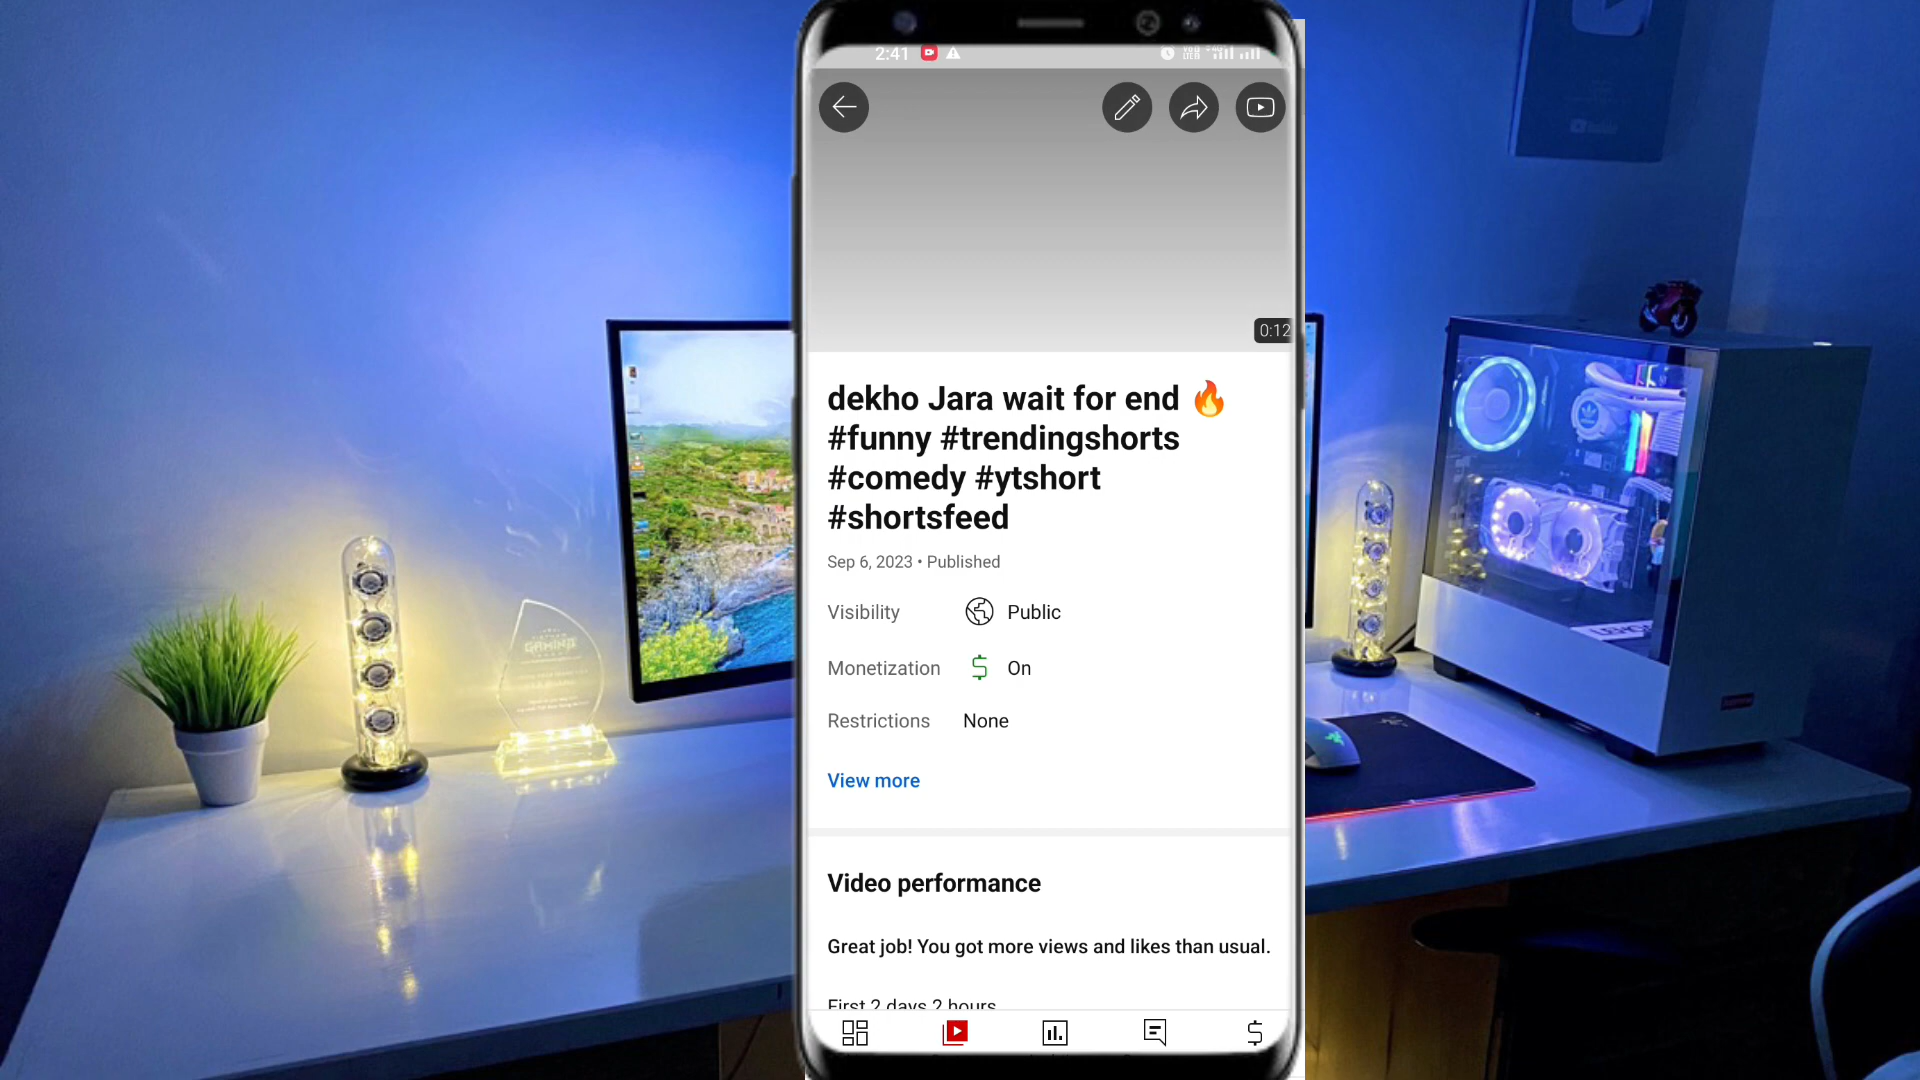 2:41
0:12
dekho Jara wait for end 🔥
#funny #trendingshorts
#comedy #ytshort
#shortsfeed
Sep 6, 2023 • Published
Visibility Public
Monetization On
Restrictions None
View more
Video performance
Great job! You got more views and likes than usual.
First 2 days 2 hours
GAMING